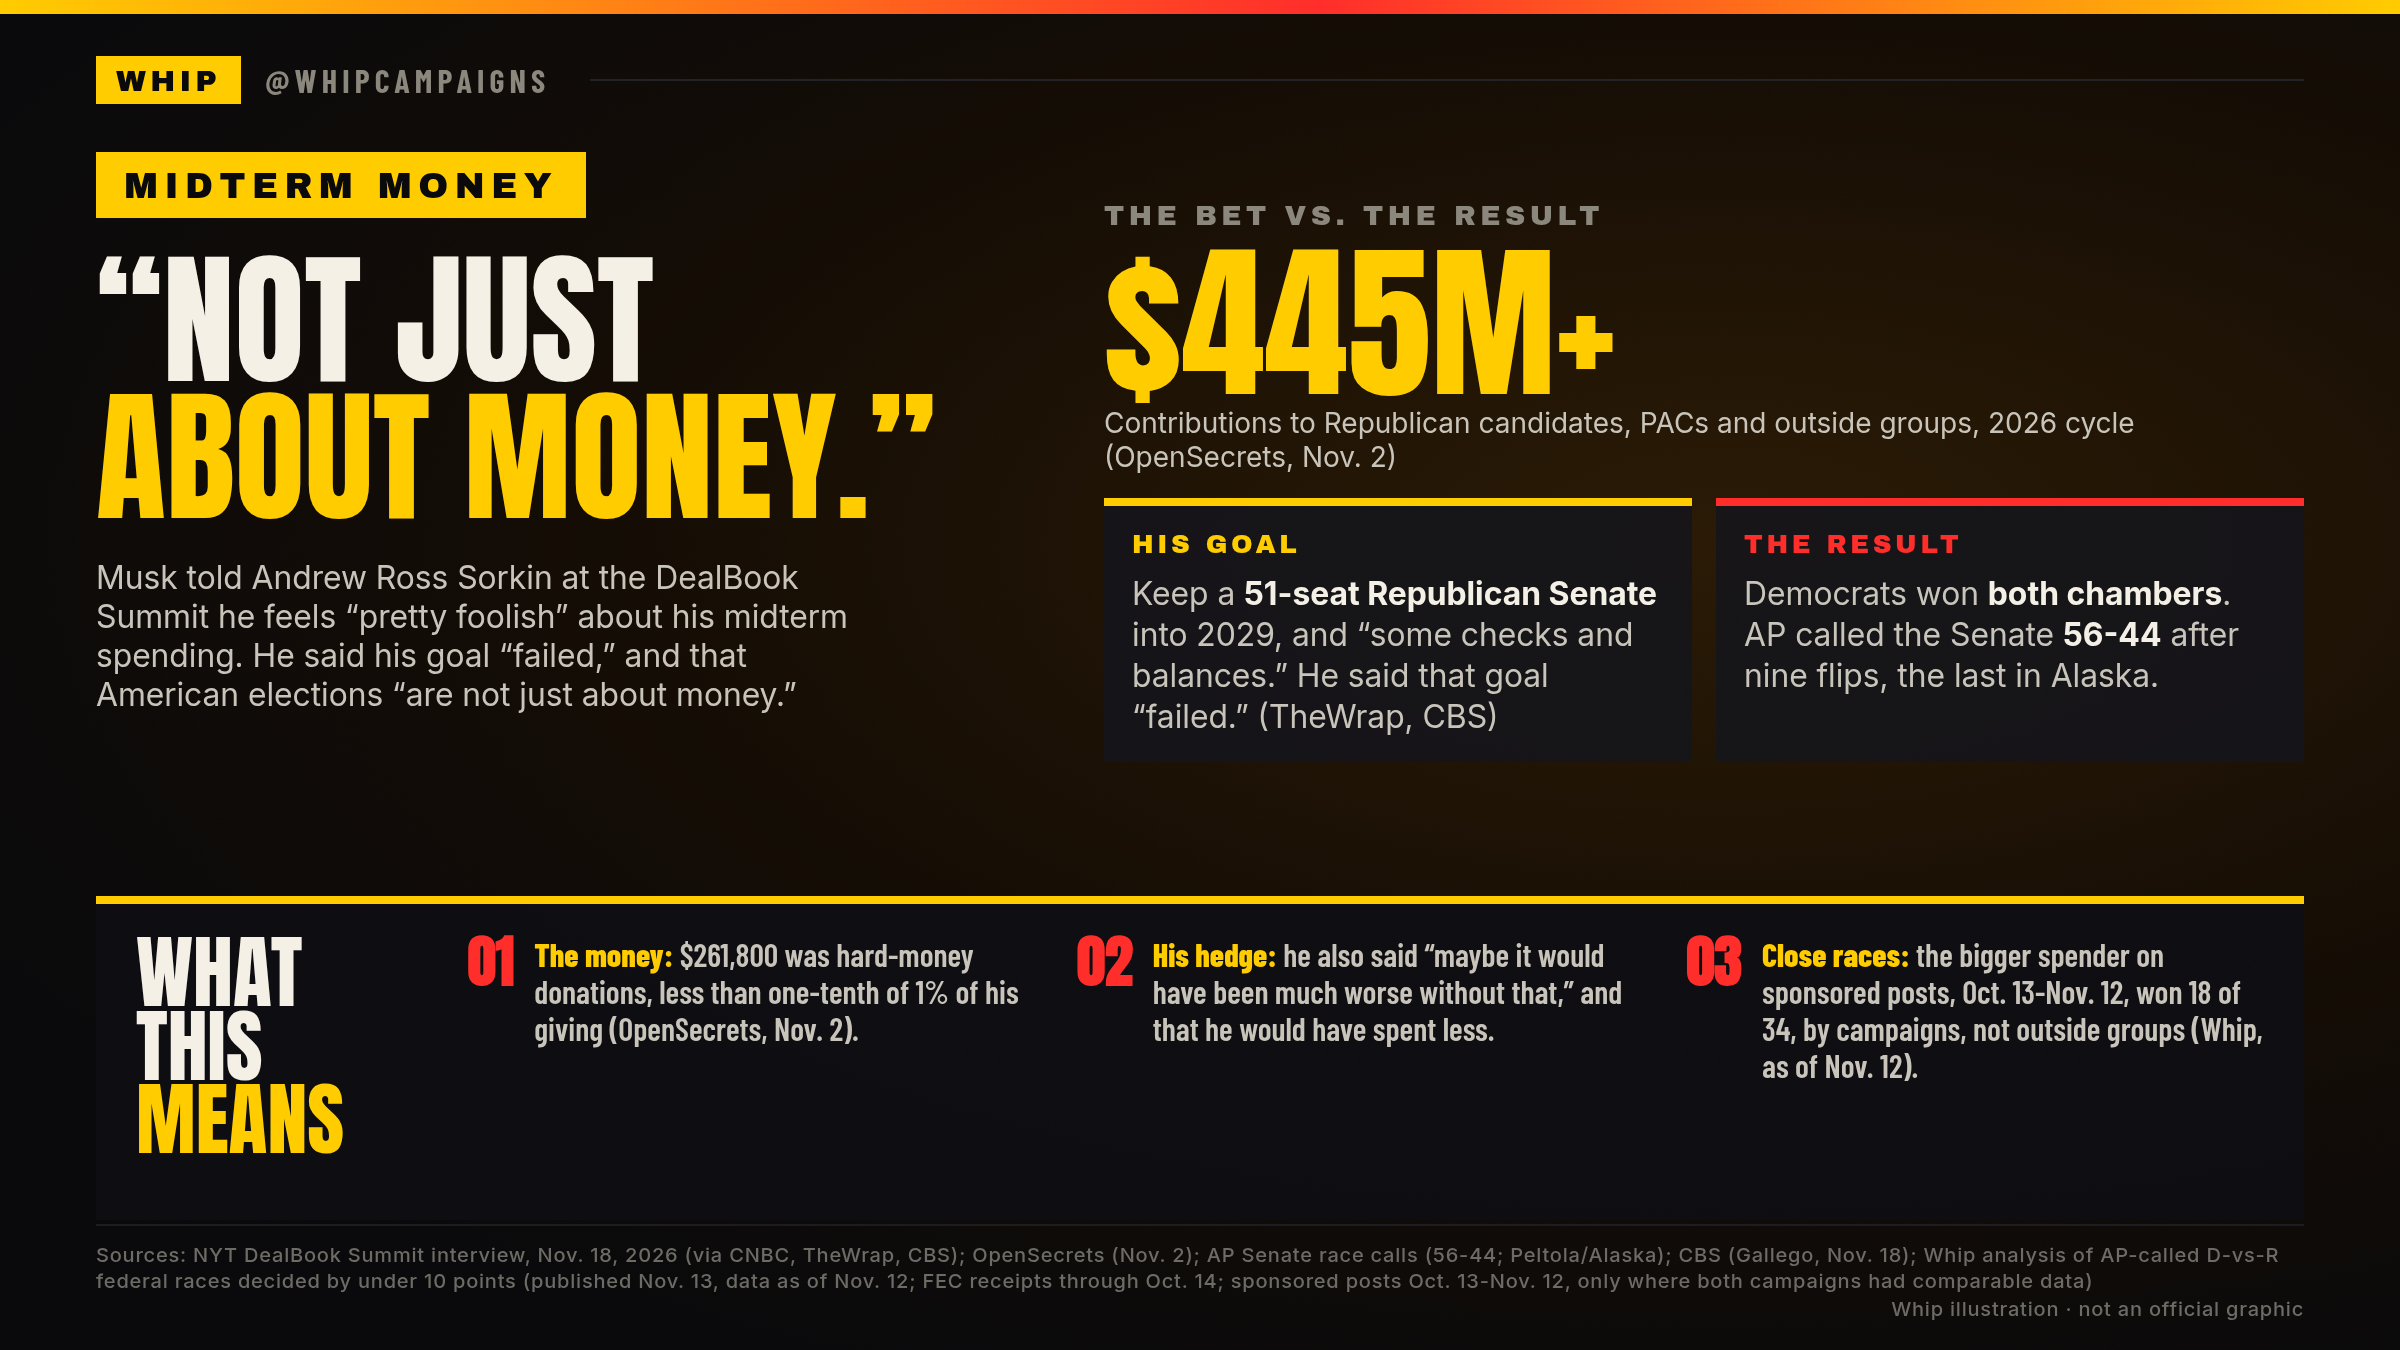 WHIP @WHIPCAMPAIGNS
MIDTERM MONEY
“NOT JUST
ABOUT MONEY.”
Musk told Andrew Ross Sorkin at the DealBook
Summit he feels “pretty foolish” about his midterm
spending. He said his goal “failed,” and that
American elections “are not just about money.”
THE BET VS. THE RESULT
$445M+
Contributions to Republican candidates, PACs and outside groups, 2026 cycle
(OpenSecrets, Nov. 2)
HIS GOAL
Keep a 51-seat Republican Senate
into 2029, and “some checks and
balances.” He said that goal
“failed.” (TheWrap, CBS)
THE RESULT
Democrats won both chambers.
AP called the Senate 56-44 after
nine flips, the last in Alaska.
WHAT
THIS
MEANS
01
The money: $261,800 was hard-money
donations, less than one-tenth of 1% of his
giving (OpenSecrets, Nov. 2).
02
His hedge: he also said “maybe it would
have been much worse without that,” and
that he would have spent less.
03
Close races: the bigger spender on
sponsored posts, Oct. 13-Nov. 12, won 18 of
34, by campaigns, not outside groups (Whip,
as of Nov. 12).
Sources: NYT DealBook Summit interview, Nov. 18, 2026 (via CNBC, TheWrap, CBS); OpenSecrets (Nov. 2); AP Senate race calls (56-44; Peltola/Alaska); CBS (Gallego, Nov. 18); Whip analysis of AP-called D-vs-R
federal races decided by under 10 points (published Nov. 13, data as of Nov. 12; FEC receipts through Oct. 14; sponsored posts Oct. 13-Nov. 12, only where both campaigns had comparable data)
Whip illustration · not an official graphic